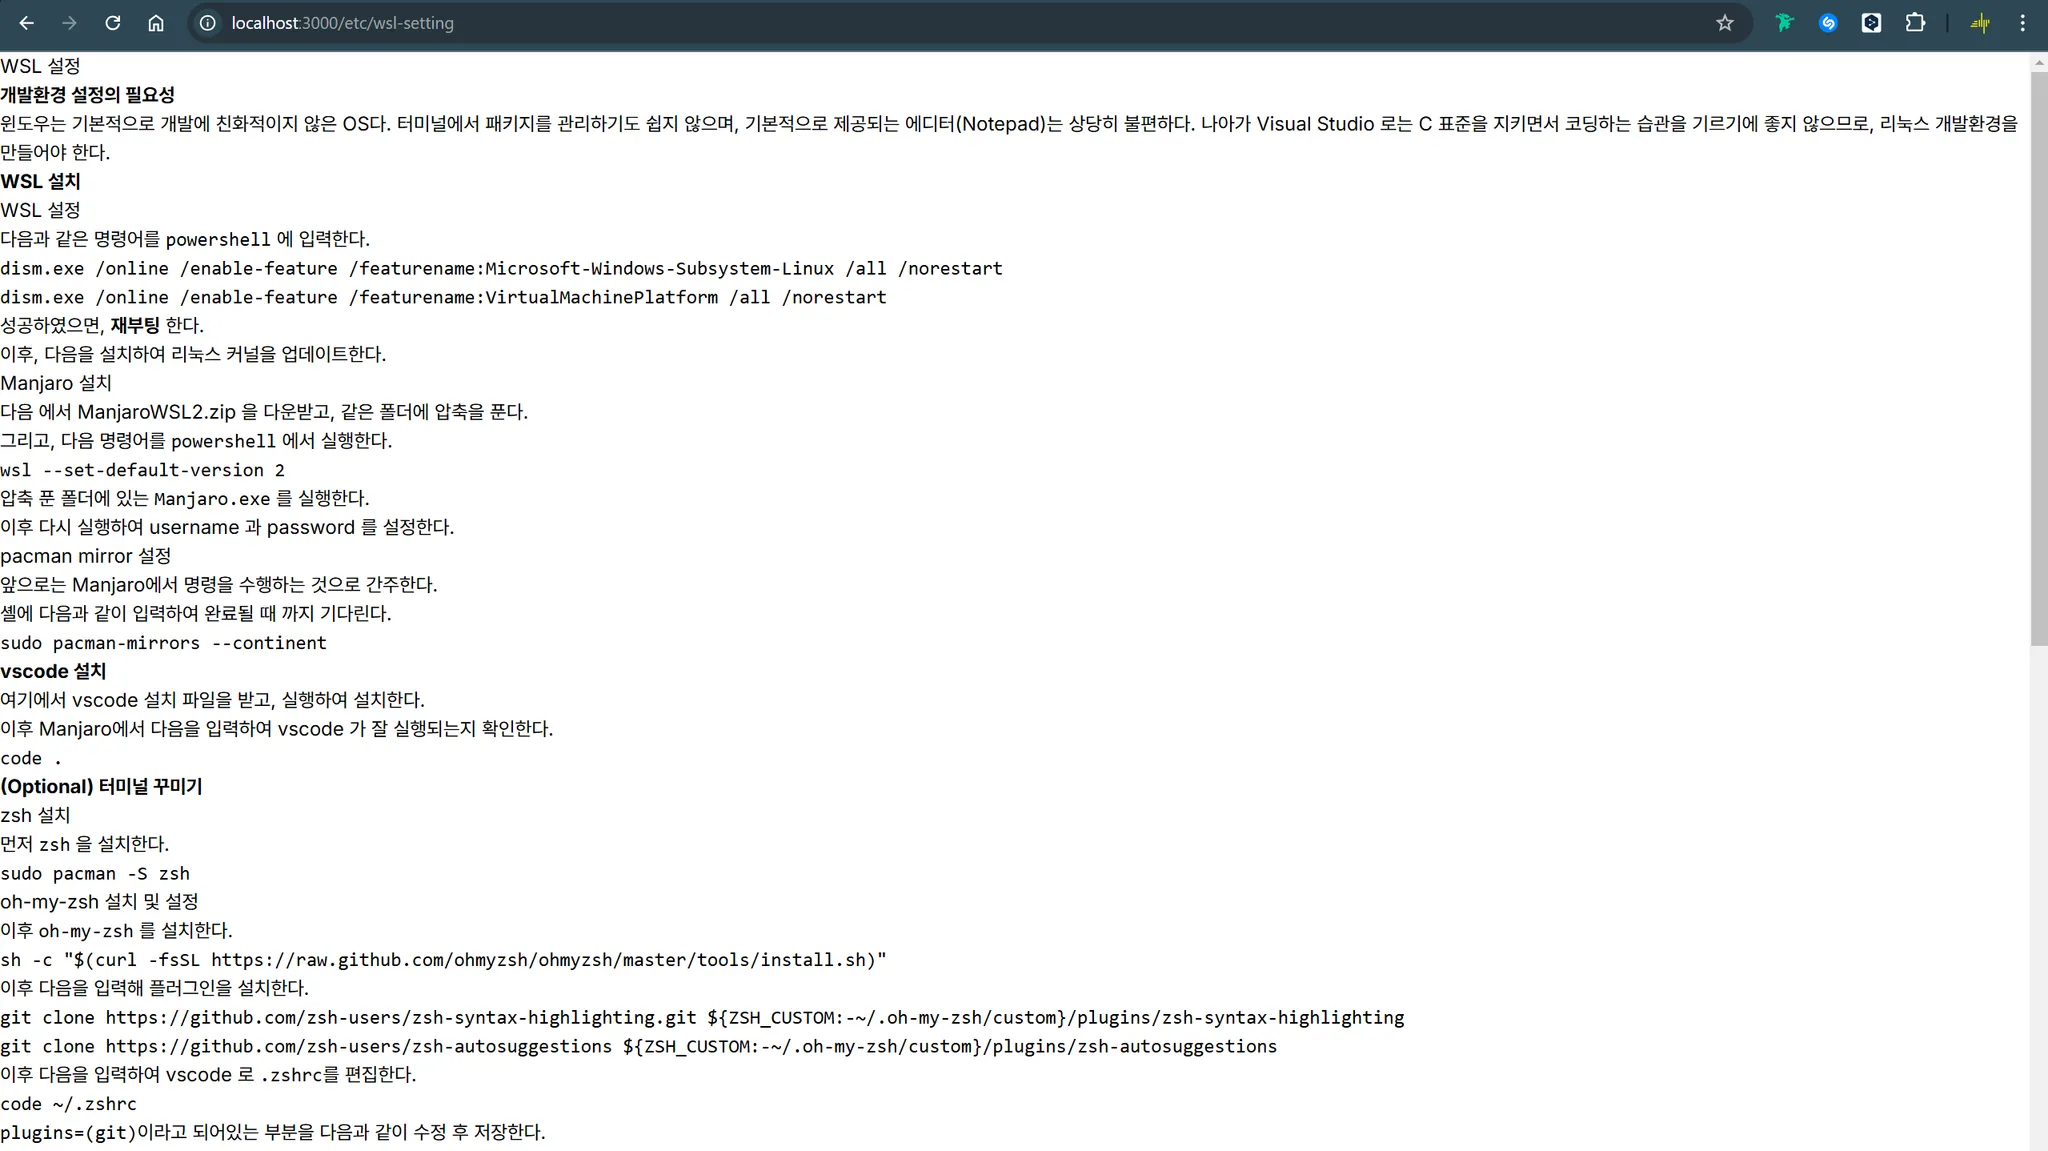 localhost:3000/etc/wsl-setting
WSL 설정
개발환경 설정의 필요성
윈도우는 기본적으로 개발에 친화적이지 않은 OS다. 터미널에서 패키지를 관리하기도 쉽지 않으며, 기본적으로 제공되는 에디터(Notepad)는 상당히 불편하다. 나아가 Visual Studio 로는 C 표준을 지키면서 코딩하는 습관을 기르기에 좋지 않으므로, 리눅스 개발환경을
만들어야 한다.
WSL 설치
WSL 설정
다음과 같은 명령어를 powershell 에 입력한다.
dism.exe /online /enable-feature /featurename:Microsoft-Windows-Subsystem-Linux /all /norestart
dism.exe /online /enable-feature /featurename:VirtualMachinePlatform /all /norestart
성공하였으면, 재부팅 한다.
이후, 다음을 설치하여 리눅스 커널을 업데이트한다.
Manjaro 설치
다음 에서 ManjaroWSL2.zip 을 다운받고, 같은 폴더에 압축을 푼다.
그리고, 다음 명령어를 powershell 에서 실행한다.
wsl --set-default-version 2
압축 푼 폴더에 있는 Manjaro.exe 를 실행한다.
이후 다시 실행하여 username 과 password 를 설정한다.
pacman mirror 설정
앞으로는 Manjaro에서 명령을 수행하는 것으로 간주한다.
셸에 다음과 같이 입력하여 완료될 때 까지 기다린다.
sudo pacman-mirrors --continent
vscode 설치
여기에서 vscode 설치 파일을 받고, 실행하여 설치한다.
이후 Manjaro에서 다음을 입력하여 vscode 가 잘 실행되는지 확인한다.
code .
(Optional) 터미널 꾸미기
zsh 설치
먼저 zsh 을 설치한다.
sudo pacman -S zsh
oh-my-zsh 설치 및 설정
이후 oh-my-zsh 를 설치한다.
sh -c "$(curl -fsSL https://raw.github.com/ohmyzsh/ohmyzsh/master/tools/install.sh)"
이후 다음을 입력해 플러그인을 설치한다.
git clone https://github.com/zsh-users/zsh-syntax-highlighting.git ${ZSH_CUSTOM:-~/.oh-my-zsh/custom}/plugins/zsh-syntax-highlighting
git clone https://github.com/zsh-users/zsh-autosuggestions ${ZSH_CUSTOM:-~/.oh-my-zsh/custom}/plugins/zsh-autosuggestions
이후 다음을 입력하여 vscode 로 .zshrc를 편집한다.
code ~/.zshrc
plugins=(git)이라고 되어있는 부분을 다음과 같이 수정 후 저장한다.